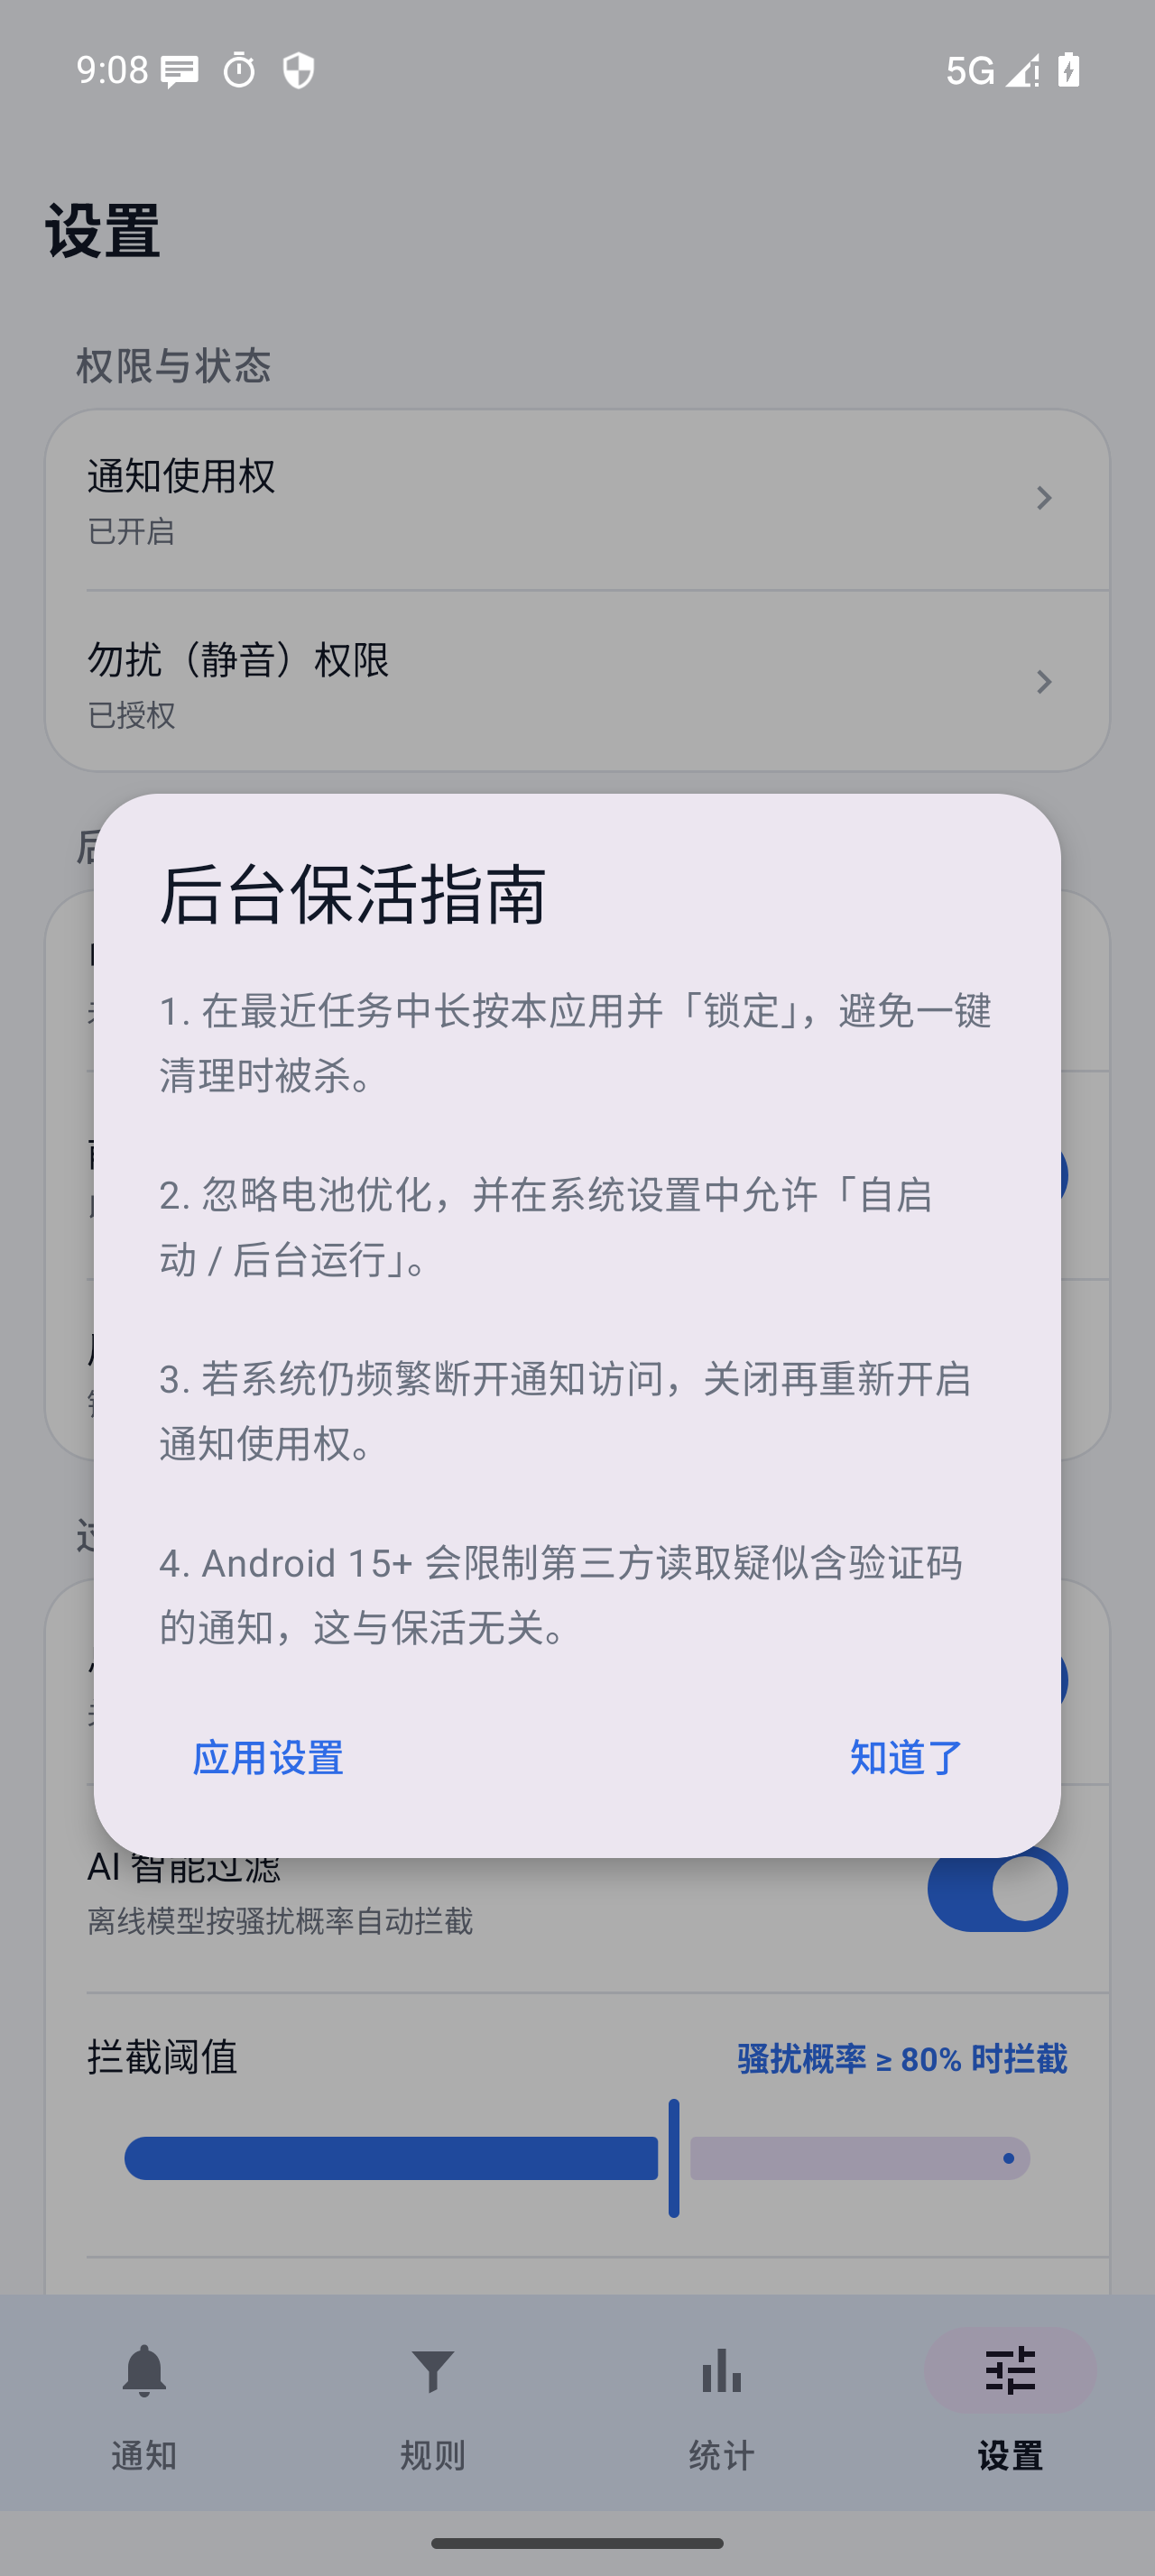 9:08
5G
设置
权限与状态
通知使用权
已开启
勿扰（静音）权限
已授权
后台保活指南
1. 在最近任务中长按本应用并「锁定」，避免一键
清理时被杀。
2. 忽略电池优化，并在系统设置中允许「自启
动 / 后台运行」。
3. 若系统仍频繁断开通知访问，关闭再重新开启
通知使用权。
4. Android 15+ 会限制第三方读取疑似含验证码
的通知，这与保活无关。
应用设置
知道了
AI 智能过滤
离线模型按骚扰概率自动拦截
拦截阈值
骚扰概率 ≥ 80% 时拦截
通知
规则
统计
设置